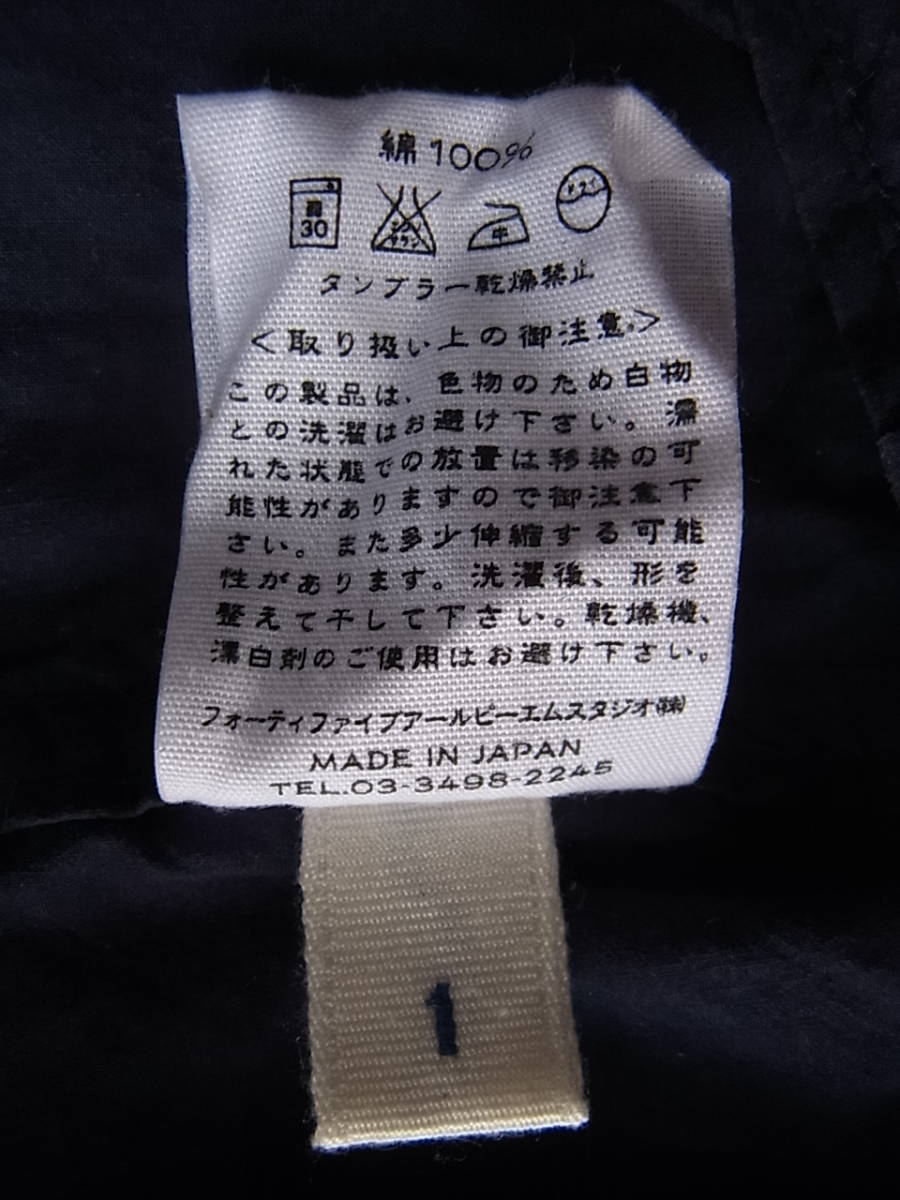 綿100%
30 中 ドライ
タンブラー乾燥禁止
<取り扱い上の御注意.>
この製品は、色物のため白物
との洗濯はお避け下さい。濡
れた状態での放置は移染の可
能性がありますので御注意下
さい。また多少伸縮する可能
性があります。洗濯後、形を
整えて干して下さい。乾燥機、
漂白剤のご使用はお避け下さい。
フォーティファイブアールピーエムスタジオ(株)
MADE IN JAPAN
TEL.03-3498-2245
1